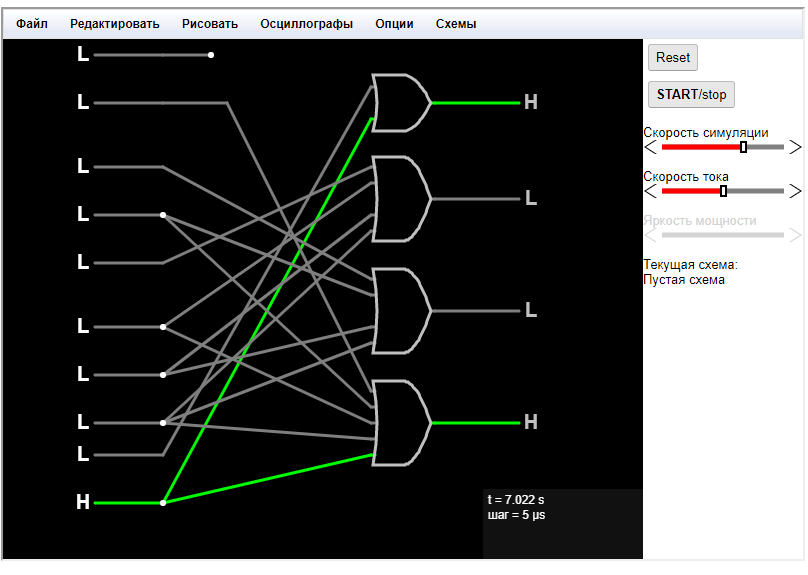 Файл Редактировать Рисовать Осциллографы Опции Схемы
L
L
L
L
L
L
L
L
L
H
H
L
L
H
t = 7.022 s
шаг = 5 µs
Reset
START/stop
Скорость симуляции
Скорость тока
Яркость мощности
Текущая схема:
Пустая схема